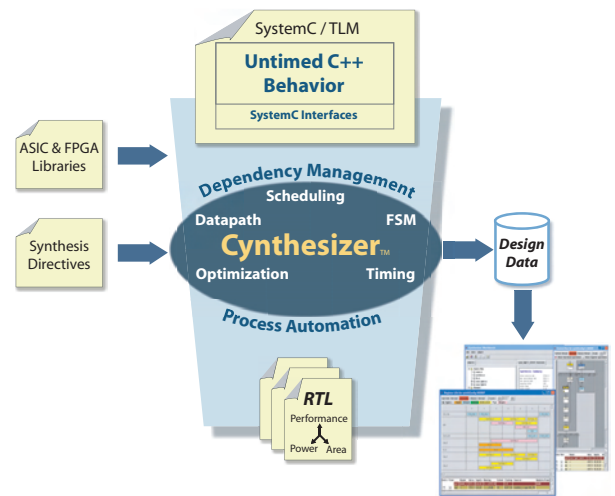 SystemC / TLM
Untimed C++
Behavior
SystemC Interfaces
ASIC & FPGA
Libraries
Dependency Management
Scheduling
Datapath
FSM
Cynthesizer™
Synthesis
Directives
Optimization
Timing
Design
Data
Process Automation
RTL
Performance
Power
Area